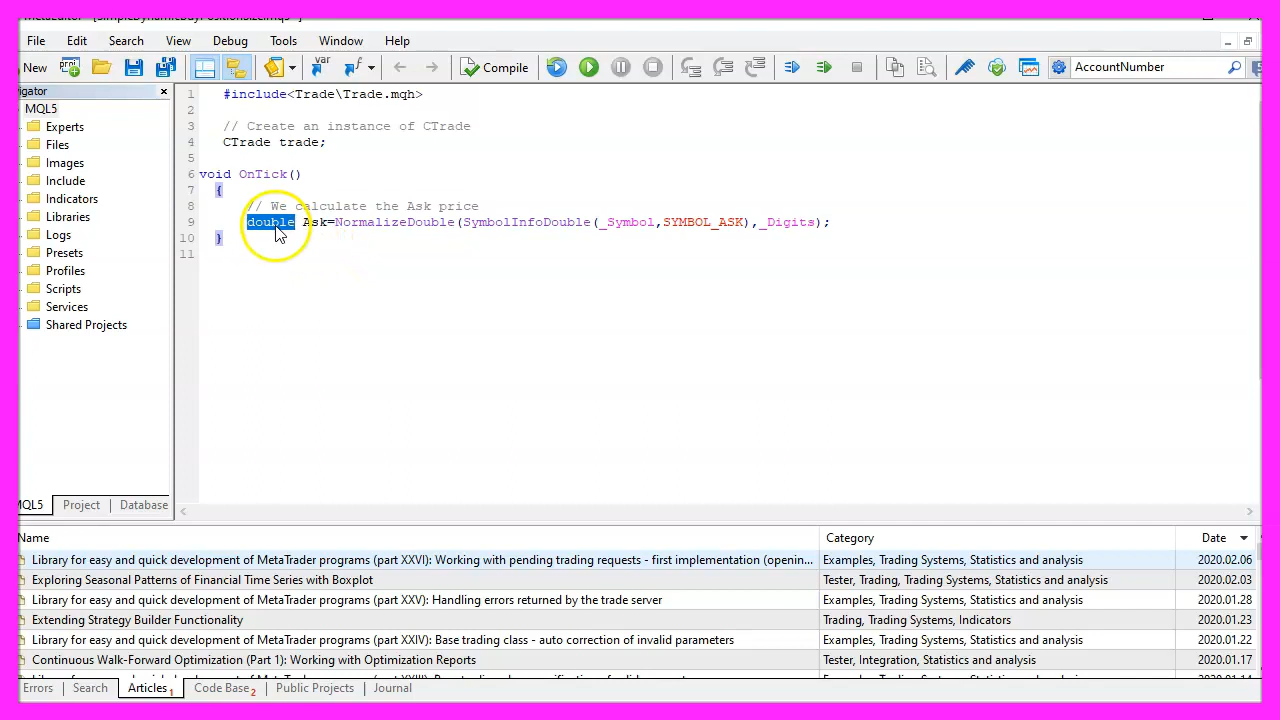 MetaEditor - [SimpleDynamicBuyPositionSize.mq5]
File Edit Search View Debug Tools Window Help
New Compile AccountNumber
vigator
MQL5
Experts
Files
Images
Include
Indicators
Libraries
Logs
Presets
Profiles
Scripts
Services
Shared Projects
MQL5 Project Database
1 #include<Trade\Trade.mqh>
2
3 // Create an instance of CTrade
4 CTrade trade;
5
6 void OnTick()
7 {
8 // We calculate the Ask price
9 double Ask=NormalizeDouble(SymbolInfoDouble(_Symbol,SYMBOL_ASK),_Digits);
10 }
11
Name Category Date
Library for easy and quick development of MetaTrader programs (part XXVI): Working with pending trading requests - first implementation (openin... Examples, Trading Systems, Statistics and analysis 2020.02.06
Exploring Seasonal Patterns of Financial Time Series with Boxplot Tester, Trading, Trading Systems, Statistics and analysis 2020.02.03
Library for easy and quick development of MetaTrader programs (part XXV): Handling errors returned by the trade server Examples, Trading Systems, Statistics and analysis 2020.01.28
Extending Strategy Builder Functionality Trading, Trading Systems, Indicators 2020.01.23
Library for easy and quick development of MetaTrader programs (part XXIV): Base trading class - auto correction of invalid parameters Examples, Trading Systems, Statistics and analysis 2020.01.22
Continuous Walk-Forward Optimization (Part 1): Working with Optimization Reports Tester, Integration, Statistics and analysis 2020.01.17
Errors Search Articles 1 Code Base 2 Public Projects Journal